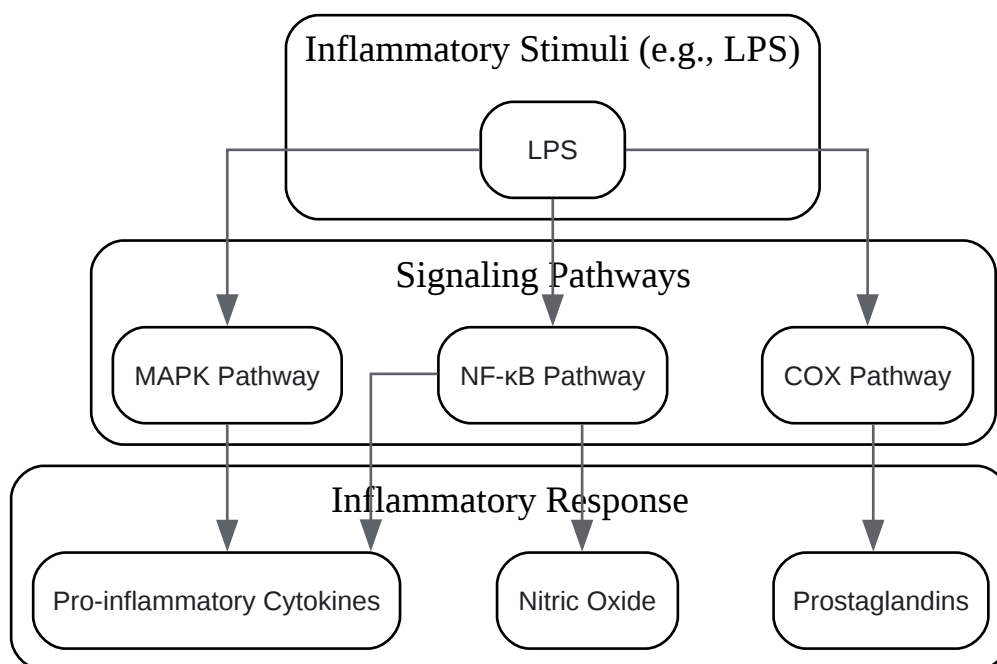 Inflammatory Stimuli (e.g., LPS)
LPS
Signaling Pathways
MAPK Pathway
NF-κB Pathway
COX Pathway
Inflammatory Response
Pro-inflammatory Cytokines
Nitric Oxide
Prostaglandins